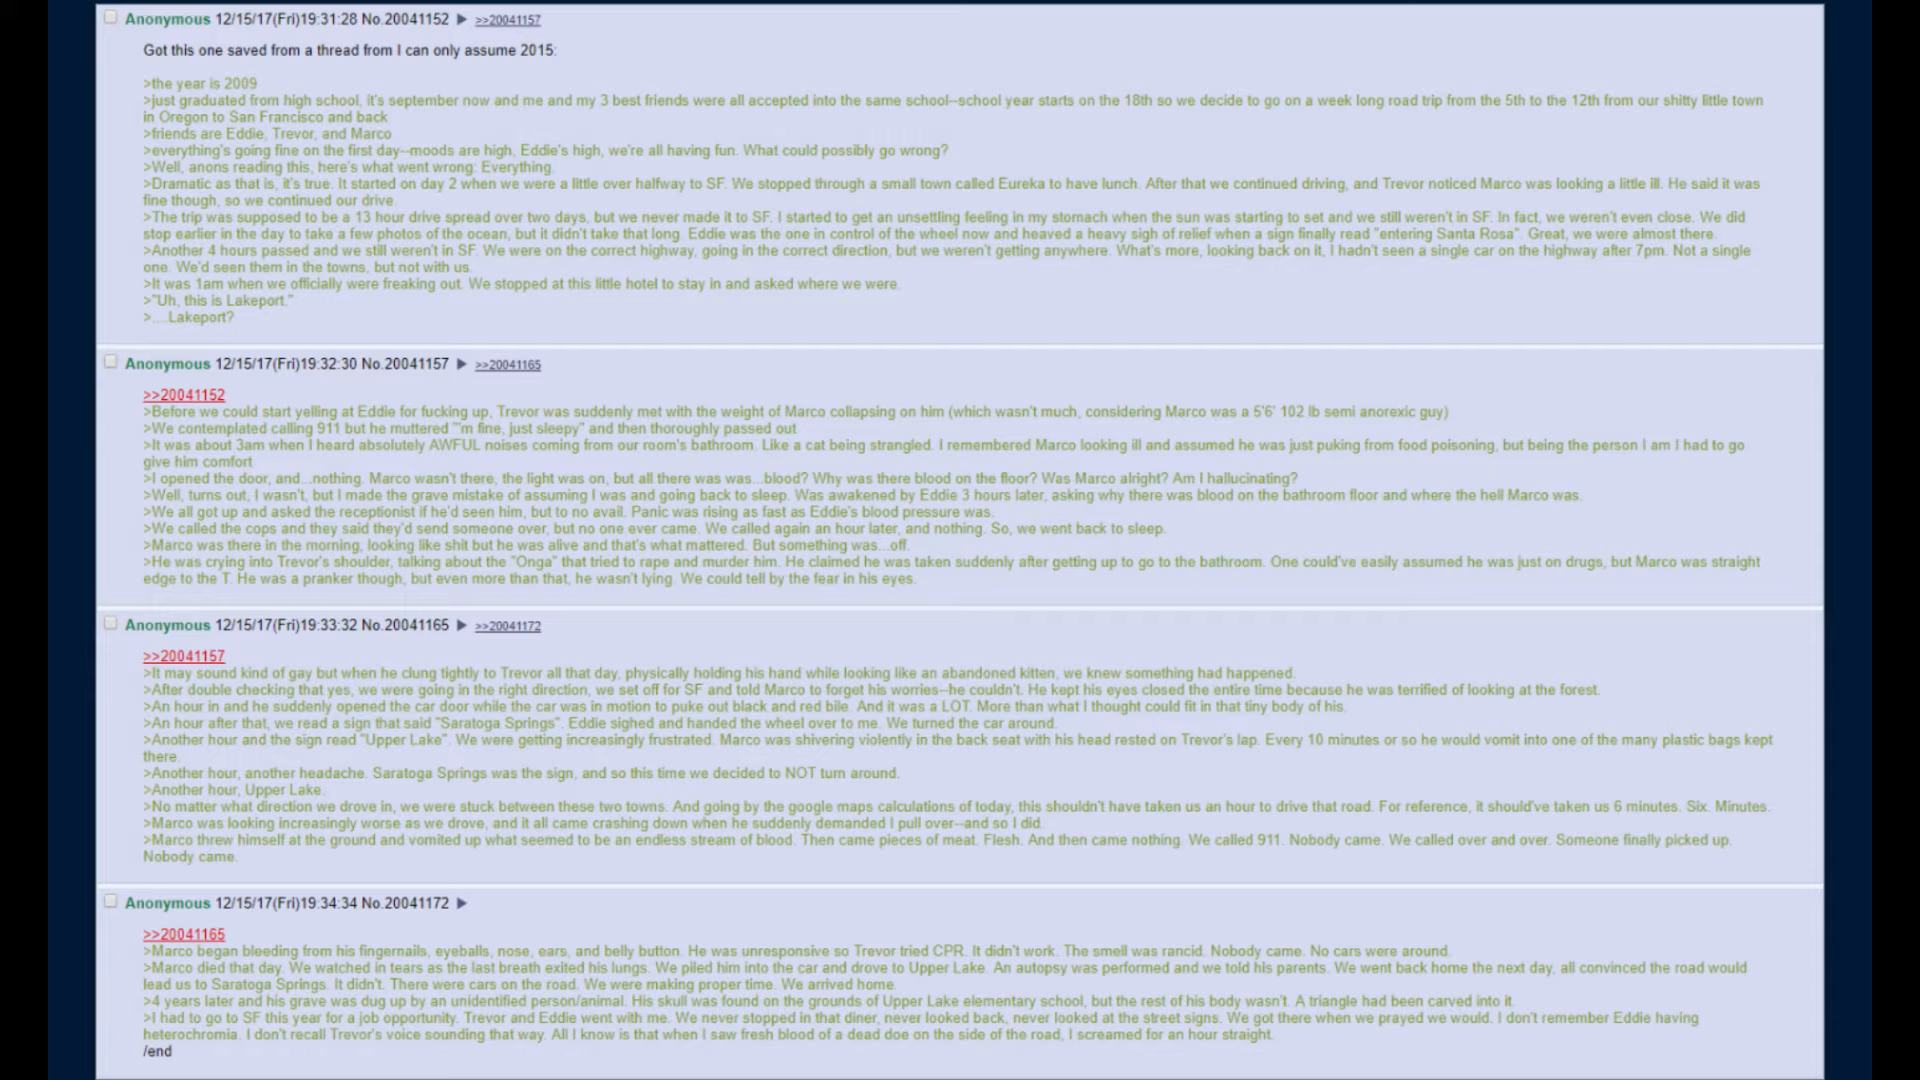 Anonymous 12/15/17(Fri)19:31:28 No.20041152 ▶ >>20041157
Got this one saved from a thread from I can only assume 2015:
>the year is 2009
>just graduated from high school, it's september now and me and my 3 best friends were all accepted into the same school--school year starts on the 18th so we decide to go on a week long road trip from the 5th to the 12th from our shitty little town
in Oregon to San Francisco and back
>friends are Eddie, Trevor, and Marco
>everything's going fine on the first day--moods are high, Eddie's high, we're all having fun. What could possibly go wrong?
>Well, anons reading this, here's what went wrong: Everything.
>Dramatic as that is, it's true. It started on day 2 when we were a little over halfway to SF. We stopped through a small town called Eureka to have lunch. After that we continued driving, and Trevor noticed Marco was looking a little ill. He said it was
fine though, so we continued our drive.
>The trip was supposed to be a 13 hour drive spread over two days, but we never made it to SF. I started to get an unsettling feeling in my stomach when the sun was starting to set and we still weren't in SF. In fact, we weren't even close. We did
stop earlier in the day to take a few photos of the ocean, but it didn't take that long. Eddie was the one in control of the wheel now and heaved a heavy sigh of relief when a sign finally read "entering Santa Rosa". Great, we were almost there.
>Another 4 hours passed and we still weren't in SF. We were on the correct highway, going in the correct direction, but we weren't getting anywhere. What's more, looking back on it, I hadn't seen a single car on the highway after 7pm. Not a single
one. We'd seen them in the towns, but not with us.
>It was 1am when we officially were freaking out. We stopped at this little hotel to stay in and asked where we were.
>"Uh, this is Lakeport."
>....Lakeport?
Anonymous 12/15/17(Fri)19:32:30 No.20041157 ▶ >>20041165
>>20041152
>Before we could start yelling at Eddie for fucking up, Trevor was suddenly met with the weight of Marco collapsing on him (which wasn't much, considering Marco was a 5'6' 102 lb semi anorexic guy)
>We contemplated calling 911 but he muttered "'m fine, just sleepy" and then thoroughly passed out
>It was about 3am when I heard absolutely AWFUL noises coming from our room's bathroom. Like a cat being strangled. I remembered Marco looking ill and assumed he was just puking from food poisoning, but being the person I am I had to go
give him comfort
>I opened the door, and...nothing. Marco wasn't there, the light was on, but all there was was...blood? Why was there blood on the floor? Was Marco alright? Am I hallucinating?
>Well, turns out, I wasn't, but I made the grave mistake of assuming I was and going back to sleep. Was awakened by Eddie 3 hours later, asking why there was blood on the bathroom floor and where the hell Marco was.
>We all got up and asked the receptionist if he'd seen him, but to no avail. Panic was rising as fast as Eddie's blood pressure was.
>We called the cops and they said they'd send someone over, but no one ever came. We called again an hour later, and nothing. So, we went back to sleep.
>Marco was there in the morning, looking like shit but he was alive and that's what mattered. But something was...off.
>He was crying into Trevor's shoulder, talking about the "Onga" that tried to rape and murder him. He claimed he was taken suddenly after getting up to go to the bathroom. One could've easily assumed he was just on drugs, but Marco was straight
edge to the T. He was a pranker though, but even more than that, he wasn't lying. We could tell by the fear in his eyes.
Anonymous 12/15/17(Fri)19:33:32 No.20041165 ▶ >>20041172
>>20041157
>It may sound kind of gay but when he clung tightly to Trevor all that day, physically holding his hand while looking like an abandoned kitten, we knew something had happened.
>After double checking that yes, we were going in the right direction, we set off for SF and told Marco to forget his worries--he couldn't. He kept his eyes closed the entire time because he was terrified of looking at the forest.
>An hour in and he suddenly opened the car door while the car was in motion to puke out black and red bile. And it was a LOT. More than what I thought could fit in that tiny body of his.
>An hour after that, we read a sign that said "Saratoga Springs". Eddie sighed and handed the wheel over to me. We turned the car around.
>Another hour and the sign read "Upper Lake". We were getting increasingly frustrated. Marco was shivering violently in the back seat with his head rested on Trevor's lap. Every 10 minutes or so he would vomit into one of the many plastic bags kept
there.
>Another hour, another headache. Saratoga Springs was the sign, and so this time we decided to NOT turn around.
>Another hour, Upper Lake.
>No matter what direction we drove in, we were stuck between these two towns. And going by the google maps calculations of today, this shouldn't have taken us an hour to drive that road. For reference, it should've taken us 6 minutes. Six. Minutes.
>Marco was looking increasingly worse as we drove, and it all came crashing down when he suddenly demanded I pull over--and so I did.
>Marco threw himself at the ground and vomited up what seemed to be an endless stream of blood. Then came pieces of meat. Flesh. And then came nothing. We called 911. Nobody came. We called over and over. Someone finally picked up.
Nobody came.
Anonymous 12/15/17(Fri)19:34:34 No.20041172 ▶
>>20041165
>Marco began bleeding from his fingernails, eyeballs, nose, ears, and belly button. He was unresponsive so Trevor tried CPR. It didn't work. The smell was rancid. Nobody came. No cars were around.
>Marco died that day. We watched in tears as the last breath exited his lungs. We piled him into the car and drove to Upper Lake. An autopsy was performed and we told his parents. We went back home the next day, all convinced the road would
lead us to Saratoga Springs. It didn't. There were cars on the road. We were making proper time. We arrived home.
>4 years later and his grave was dug up by an unidentified person/animal. His skull was found on the grounds of Upper Lake elementary school, but the rest of his body wasn't. A triangle had been carved into it.
>I had to go to SF this year for a job opportunity. Trevor and Eddie went with me. We never stopped in that diner, never looked back, never looked at the street signs. We got there when we prayed we would. I don't remember Eddie having
heterochromia. I don't recall Trevor's voice sounding that way. All I know is that when I saw fresh blood of a dead doe on the side of the road, I screamed for an hour straight.
/end